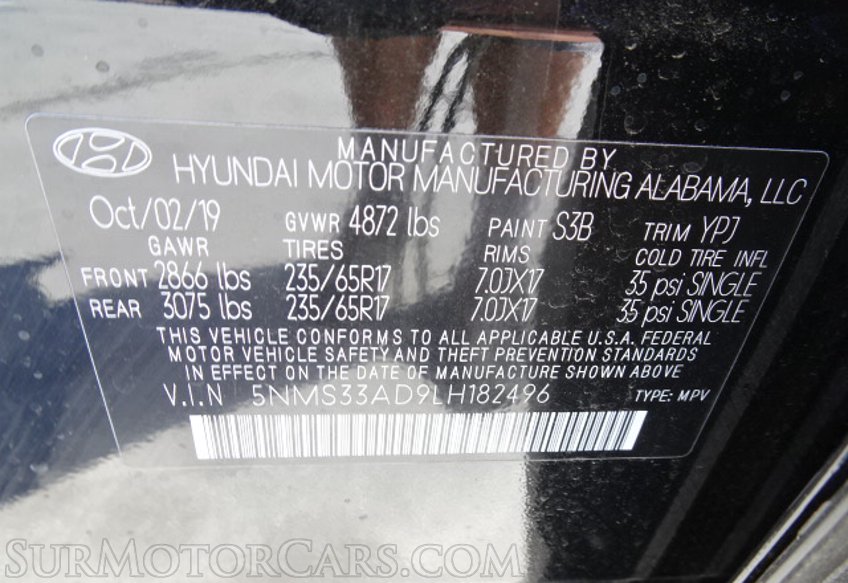 MANUFACTURED BY
HYUNDAI MOTOR MANUFACTURING ALABAMA, LLC
Oct/02/19 GVWR 4872 lbs PAINT S3B TRIM YPJ
GAWR TIRES RIMS COLD TIRE INFL
FRONT 2866 lbs 235/65R17 7.0JX17 35 psi SINGLE
REAR 3075 lbs 235/65R17 7.0JX17 35 psi SINGLE
THIS VEHICLE CONFORMS TO ALL APPLICABLE U.S.A. FEDERAL
MOTOR VEHICLE SAFETY AND THEFT PREVENTION STANDARDS
IN EFFECT ON THE DATE OF MANUFACTURE SHOWN ABOVE
V.I.N 5NMS33AD9LH182496 TYPE: MPV
SURMOTORCARS.COM